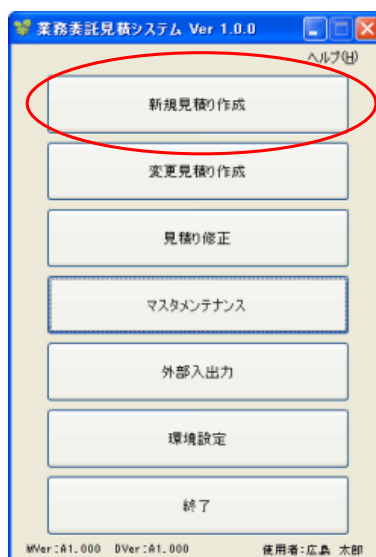 業務委託見積システム Ver 1.0.0
ヘルプ(H)
新規見積り作成
変更見積り作成
見積り修正
マスタメンテナンス
外部入出力
環境設定
終了
MVer:A1.000 DVer:A1.000 使用者:広島 太郎